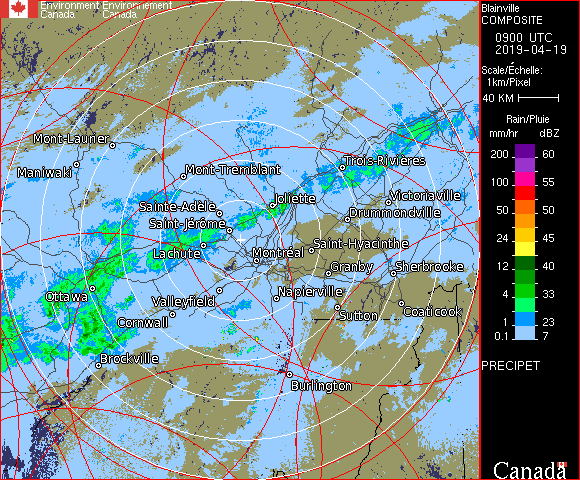 Environment Environnement
Canada Canada
Blainville
COMPOSITE
0900 UTC
2019-04-19
Scale/Échelle:
1km/Pixel
40 KM
Rain/Pluie
mm/hr dBZ
200 60
100 55
50 50
24 45
12 40
8 35
4 33
1 23
0.1 7
PRECIPET
Canada
Mont-Laurier
Maniwaki
Mont-Tremblant
Trois-Rivières
Sainte-Adèle
Joliette
Victoriaville
Drummondville
Saint-Jérôme
Lachute
Montréal
Saint-Hyacinthe
Granby
Sherbrooke
Ottawa
Valleyfield
Napierville
Cornwall
Sutton
Coaticook
Brockville
Burlington